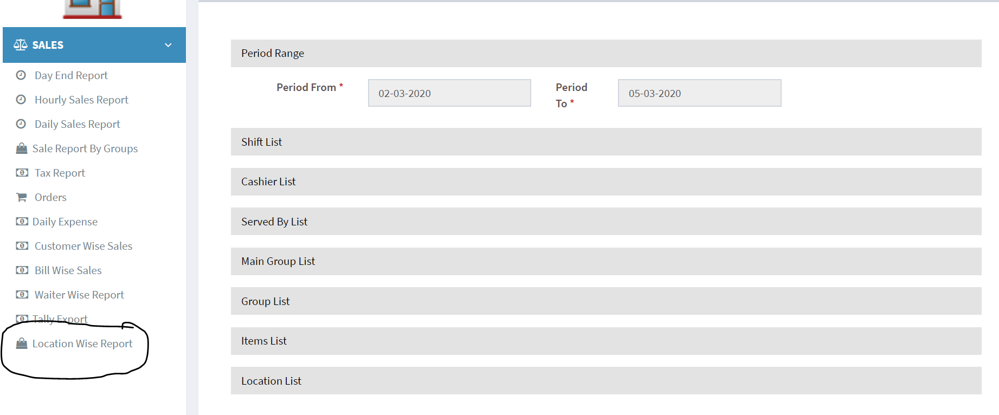 SALES
Day End Report
Hourly Sales Report
Daily Sales Report
Sale Report By Groups
Tax Report
Orders
Daily Expense
Customer Wise Sales
Bill Wise Sales
Waiter Wise Report
Tally Export
Location Wise Report
Period Range
Period From * 02-03-2020 Period To * 05-03-2020
Shift List
Cashier List
Served By List
Main Group List
Group List
Items List
Location List